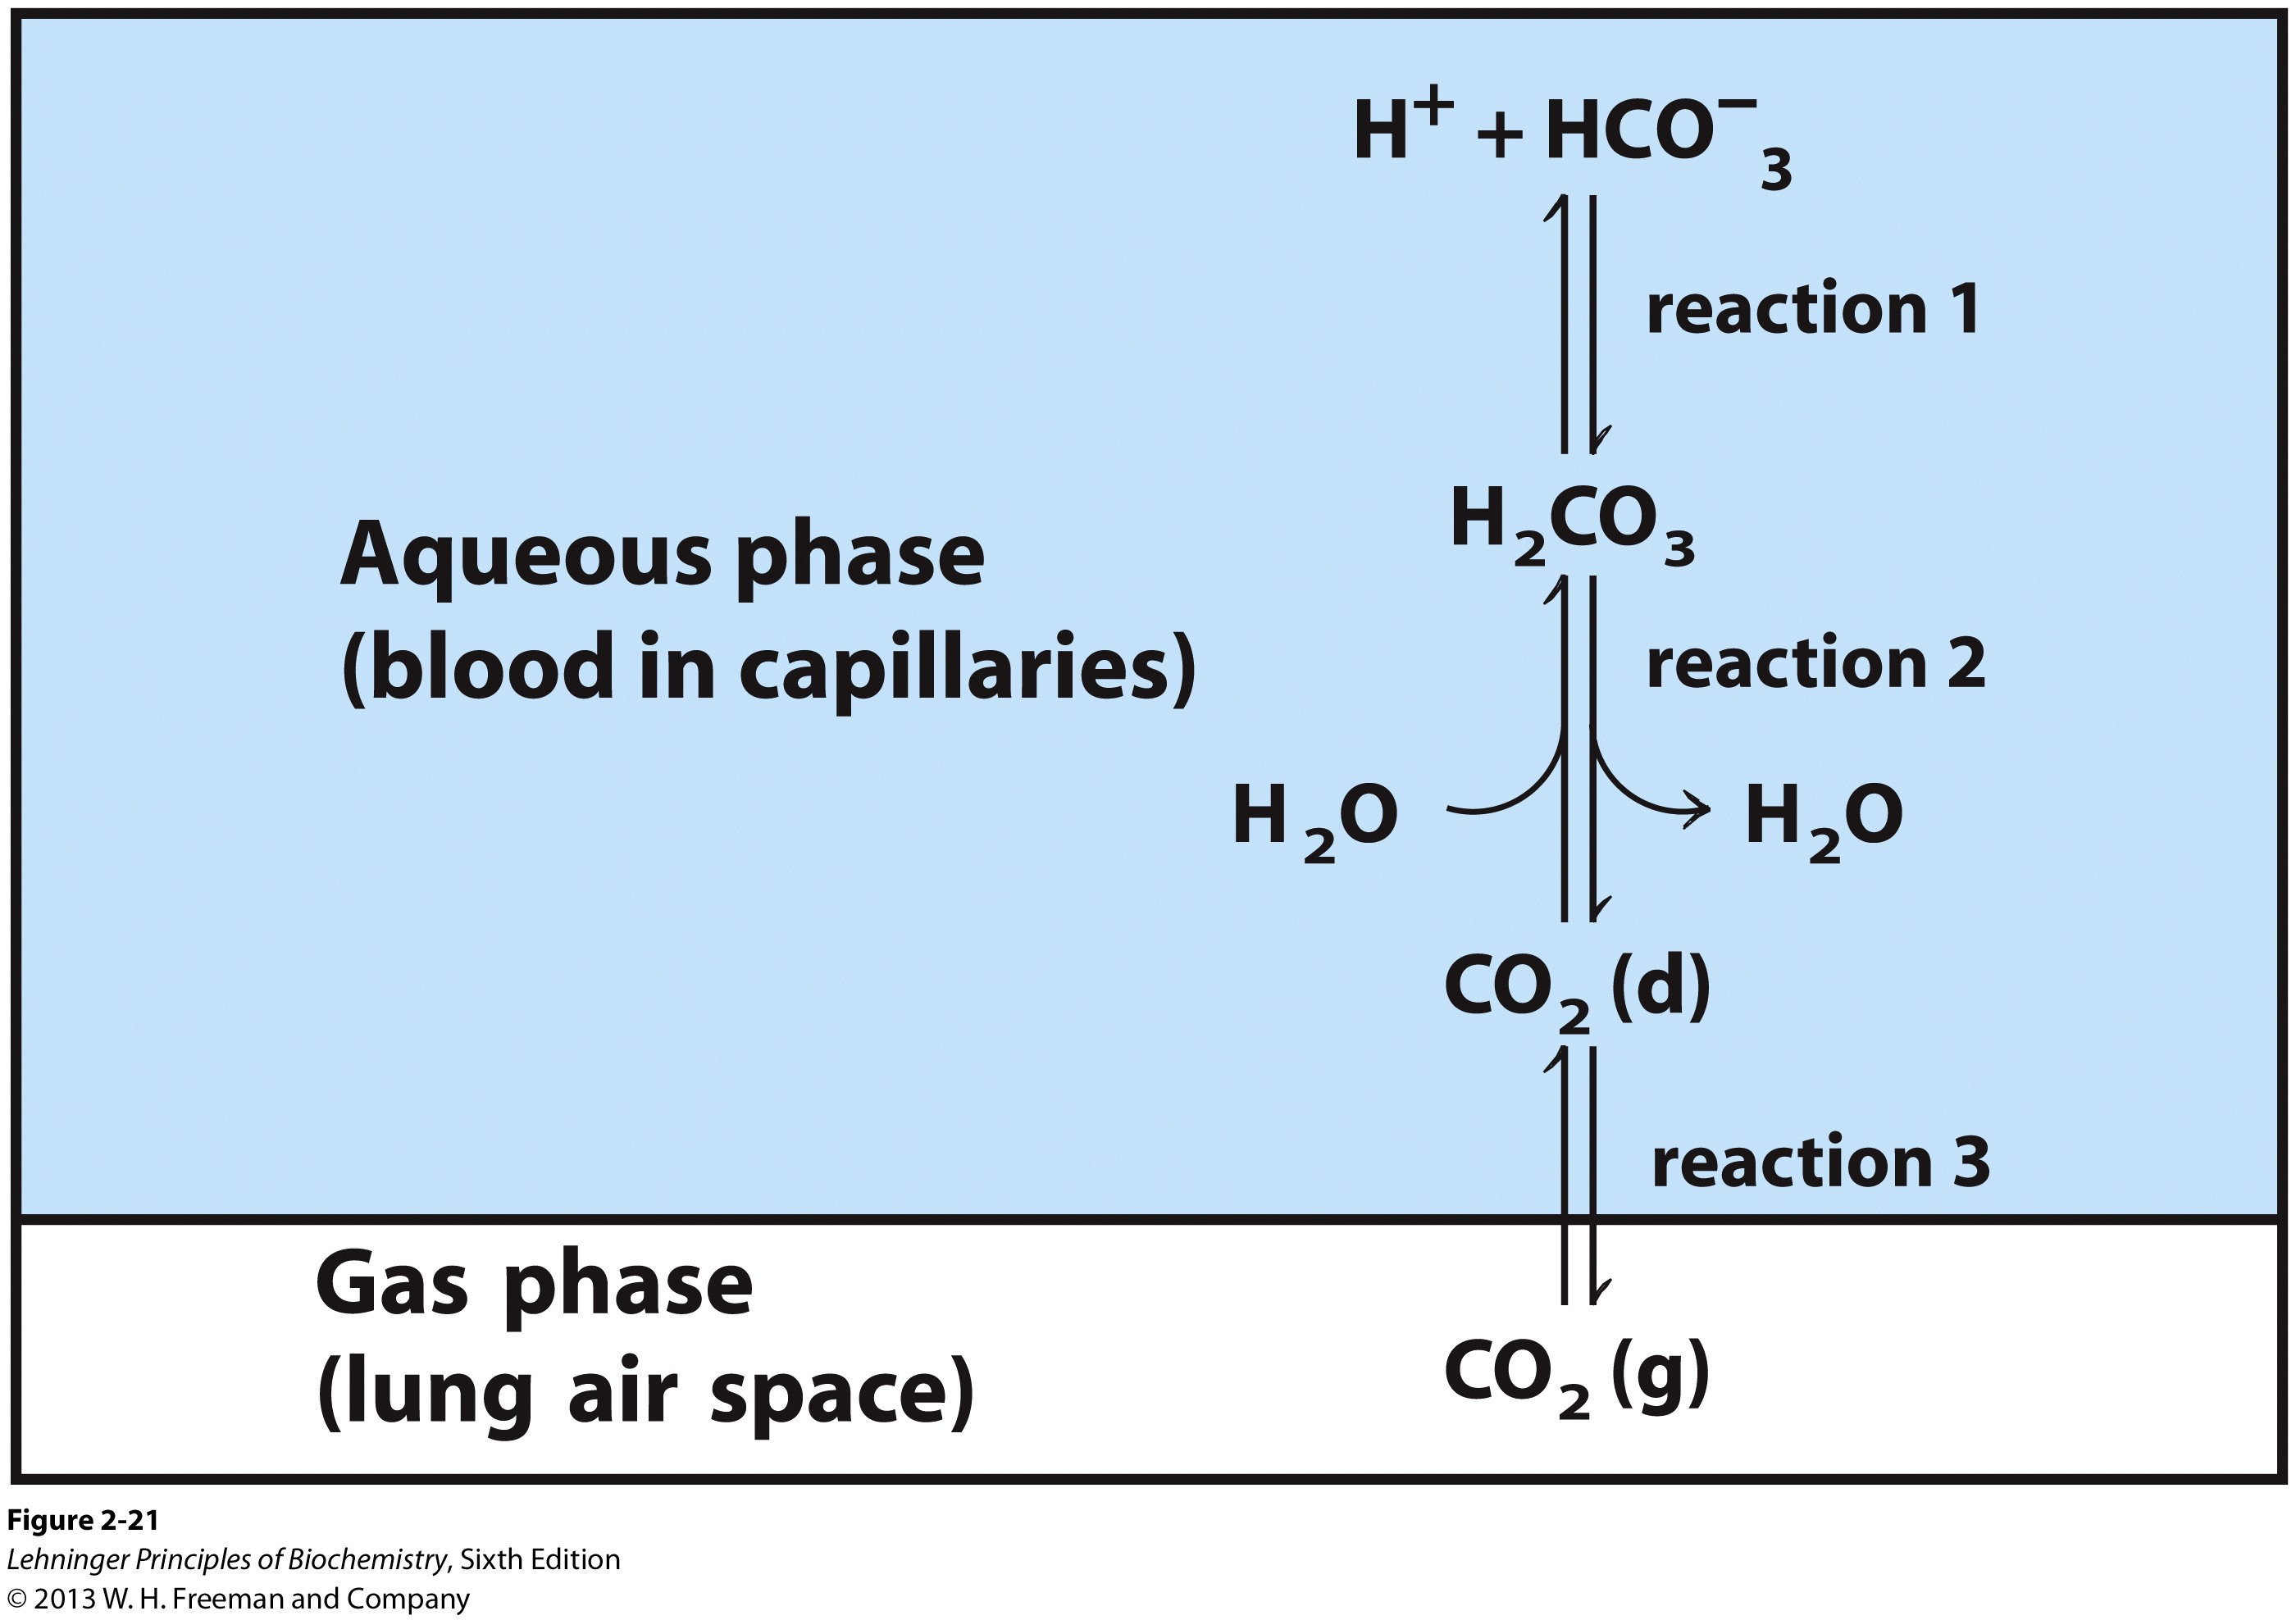 H⁺ + HCO⁻₃
reaction 1
H₂CO₃
Aqueous phase
(blood in capillaries)
reaction 2
H₂O H₂O
CO₂ (d)
reaction 3
Gas phase
(lung air space)
CO₂ (g)
Figure 2-21
Lehninger Principles of Biochemistry, Sixth Edition
© 2013 W. H. Freeman and Company